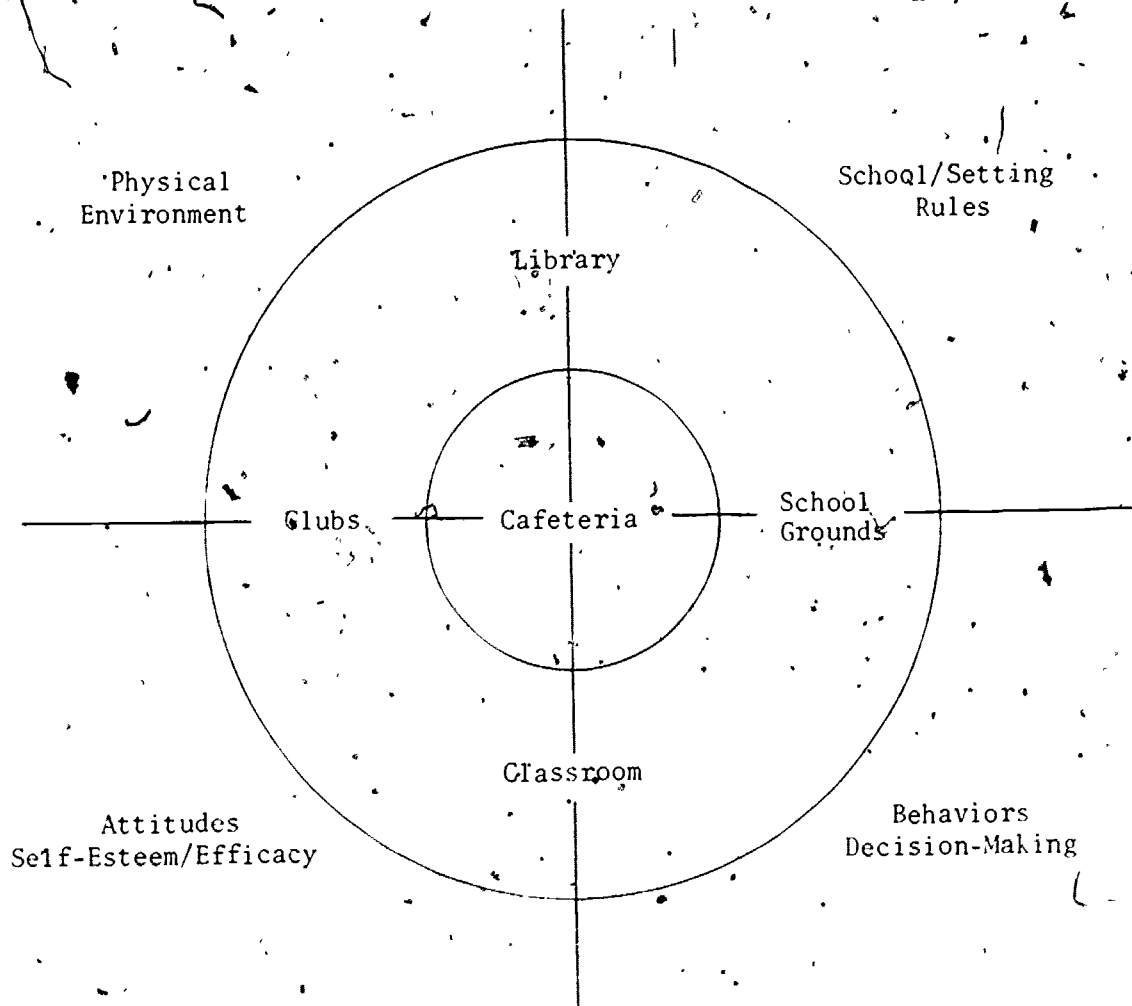 Physical
Environment
School/Setting
Rules
Library
Clubs
Cafeteria
School
Grounds
Classroom
Attitudes
Self-Esteem/Efficacy
Behaviors
Decision-Making